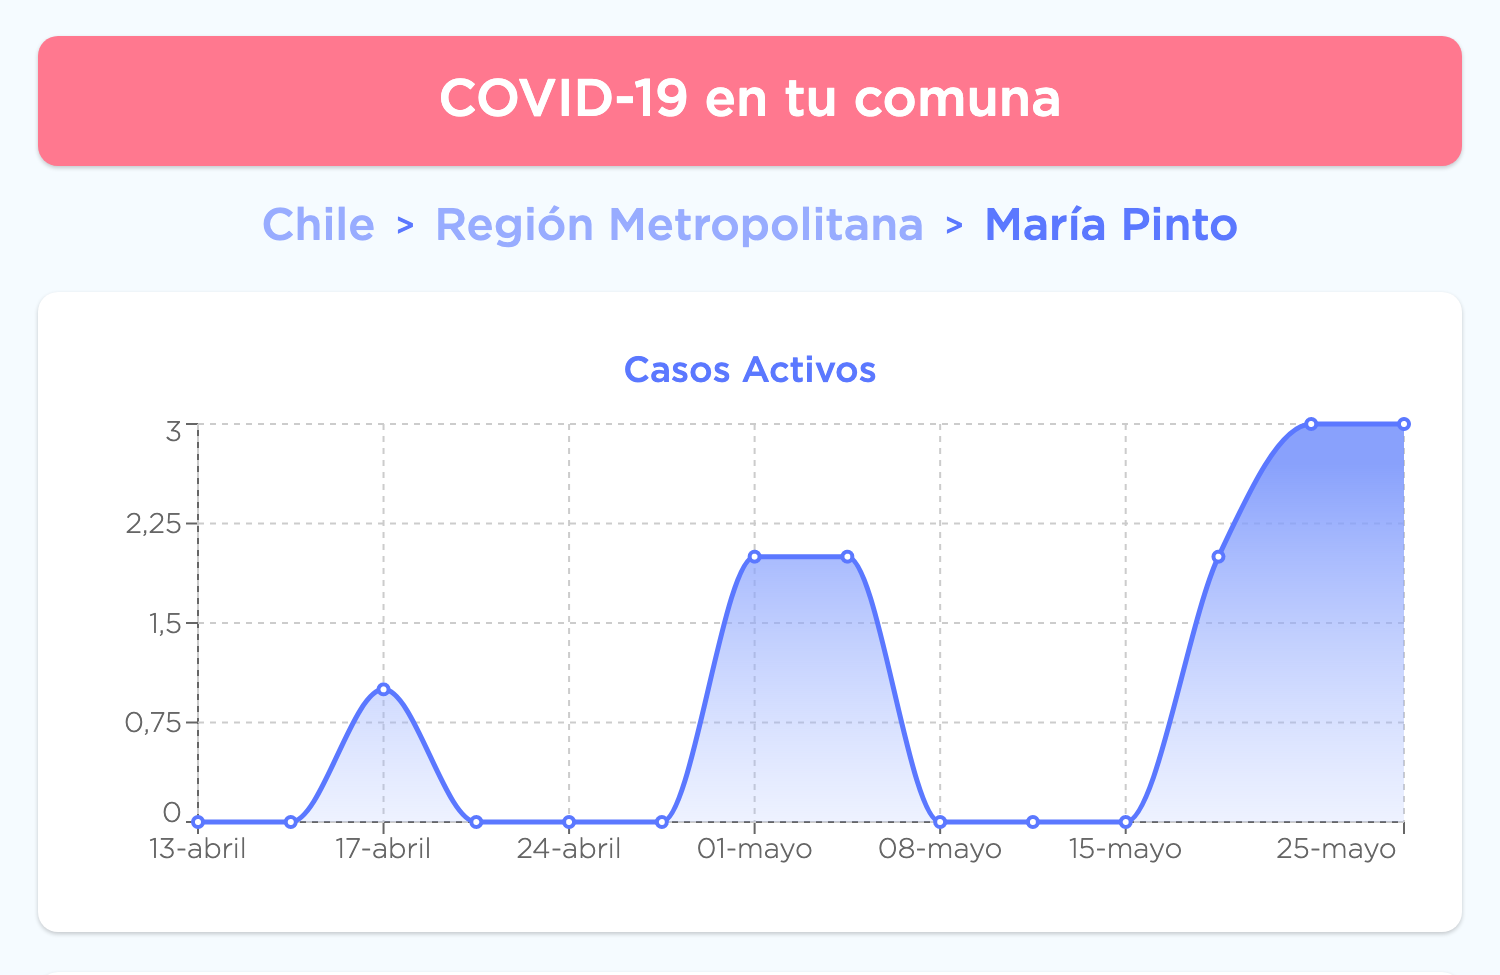 COVID-19 en tu comuna
Chile > Región Metropolitana > María Pinto
Casos Activos
3
2,25
1,5
0,75
0
13-abril 17-abril 24-abril 01-mayo 08-mayo 15-mayo 25-mayo